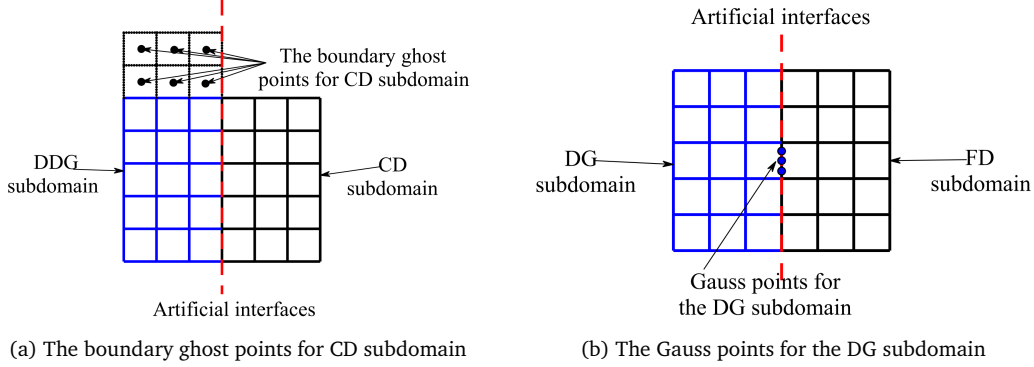 The boundary ghost
points for CD subdomain
DDG
subdomain
CD
subdomain
Artificial interfaces
(a) The boundary ghost points for CD subdomain
Artificial interfaces
DG
subdomain
FD
subdomain
Gauss points for
the DG subdomain
(b) The Gauss points for the DG subdomain